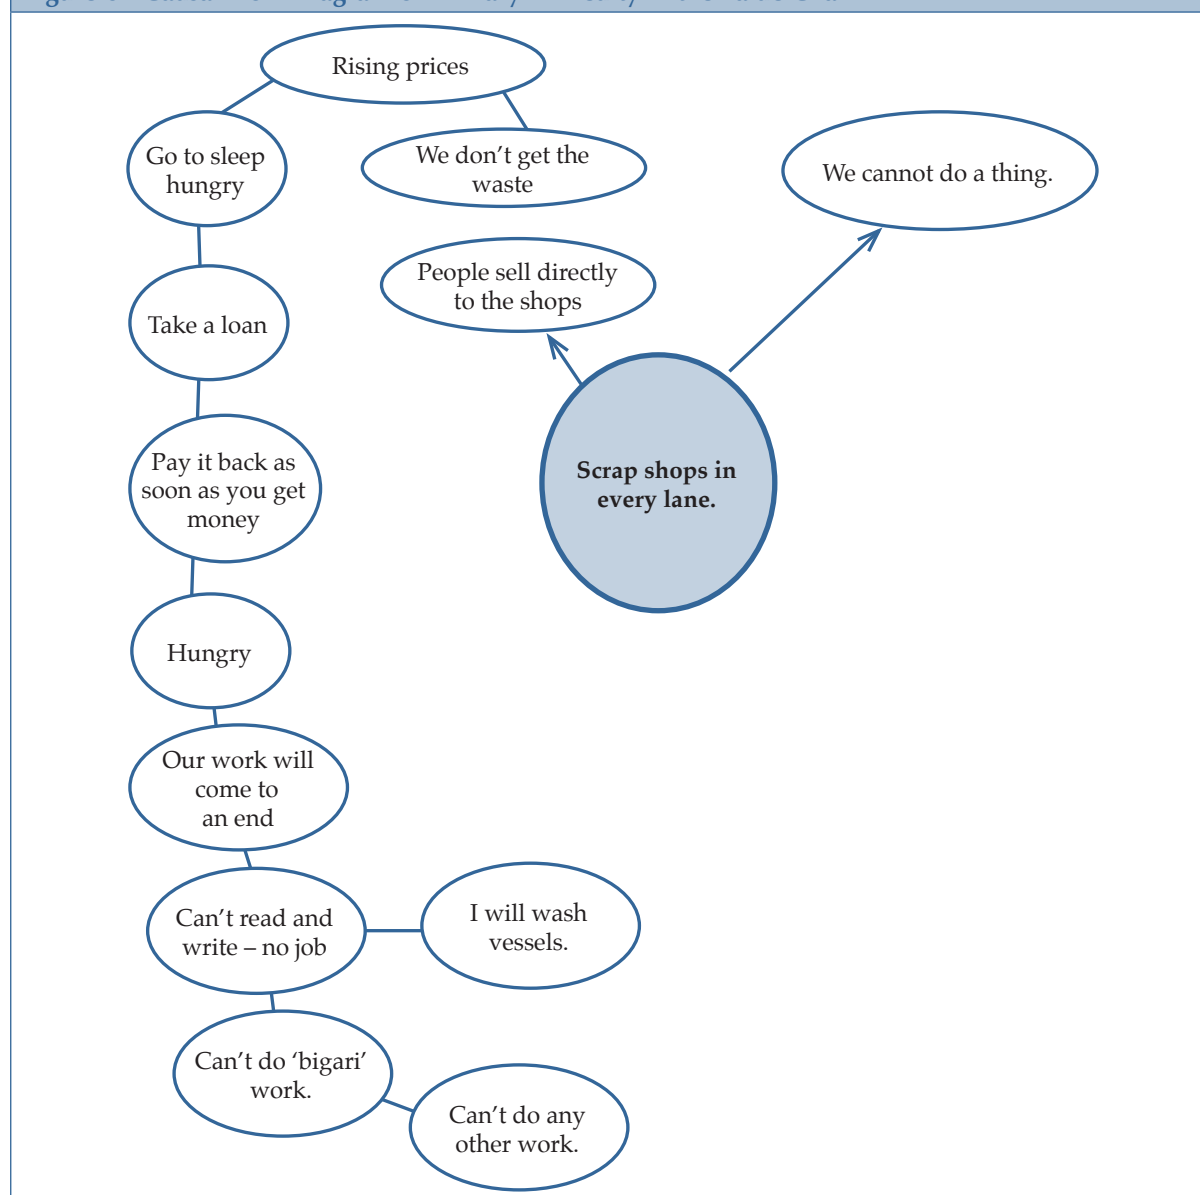 Rising prices
Go to sleep
hungry
We don’t get the
waste
We cannot do a thing.
People sell directly
to the shops
Take a loan
Pay it back as
soon as you get
money
Scrap shops in
every lane.
Hungry
Our work will
come to
an end
Can’t read and
write – no job
I will wash
vessels.
Can’t do ‘bigari’
work.
Can’t do any
other work.